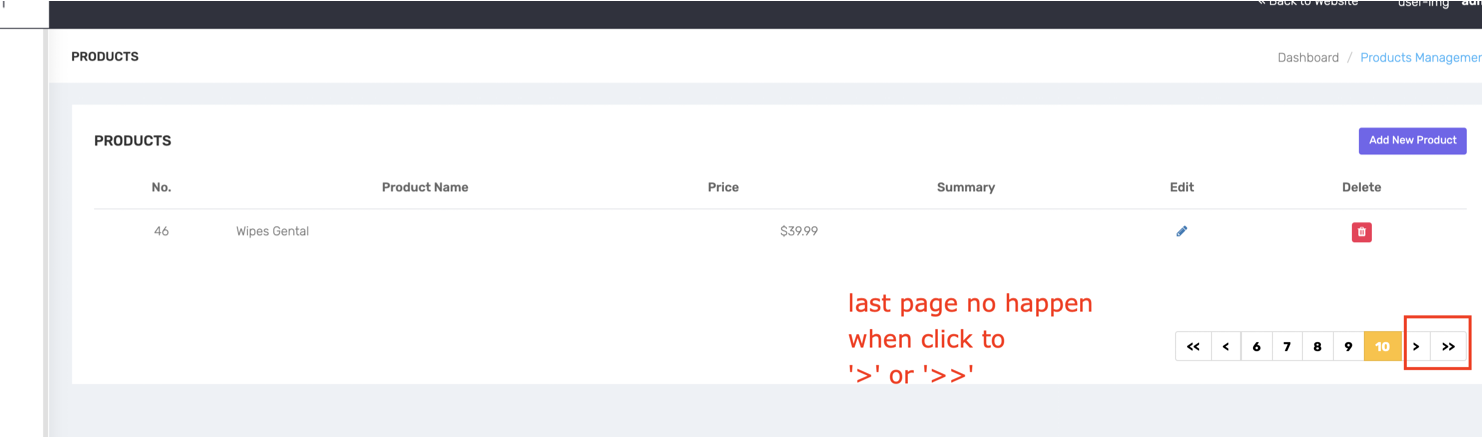 « Back to Website user-img
PRODUCTS
Dashboard / Products Managemen
PRODUCTS
Add New Product
No. Product Name Price Summary Edit Delete
46 Wipes Gental $39.99
last page no happen
when click to
'>' or '>>'
<< < 6 7 8 9 10 > >>